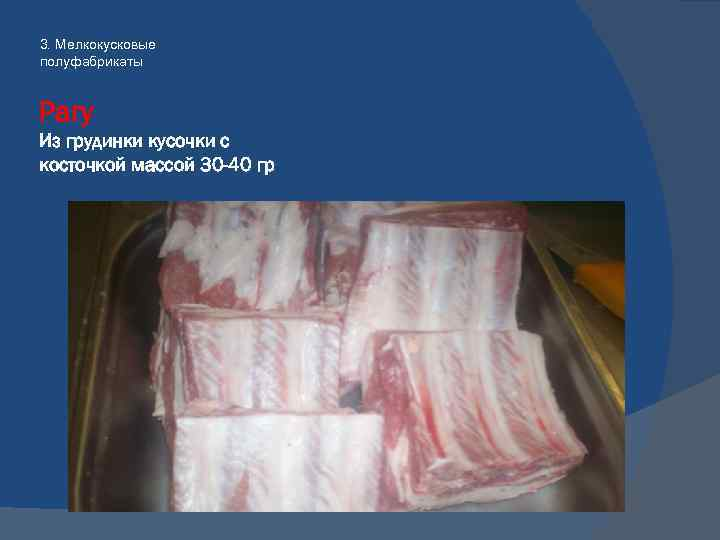 3. Мелкокусковые
полуфабрикаты
Рагу
Из грудинки кусочки с
косточкой массой 30-40 гр